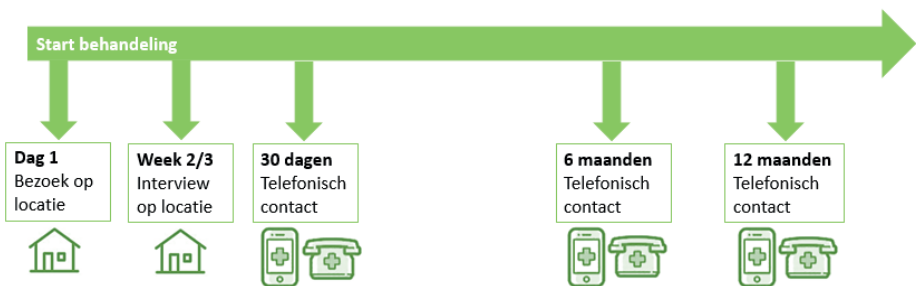 Start behandeling
Dag 1
Bezoek op
locatie
Week 2/3
Interview
op locatie
30 dagen
Telefonisch
contact
6 maanden
Telefonisch
contact
12 maanden
Telefonisch
contact